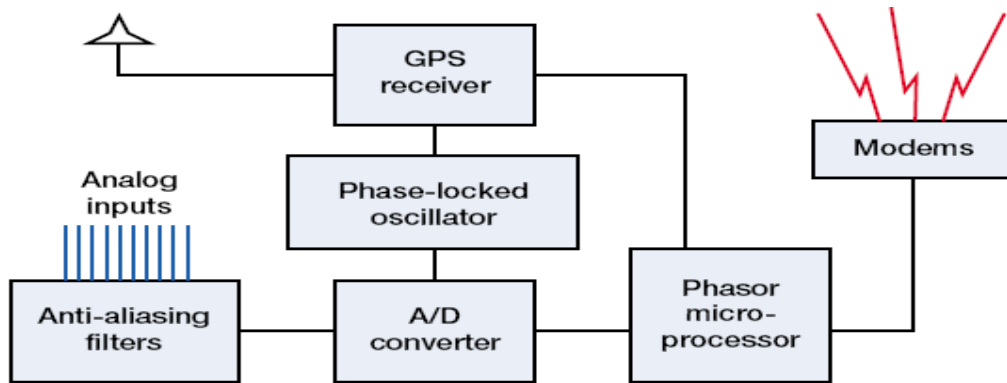 GPS
receiver
Modems
Analog
inputs
Phase-locked
oscillator
Anti-aliasing
filters
A/D
converter
Phasor
micro-
processor